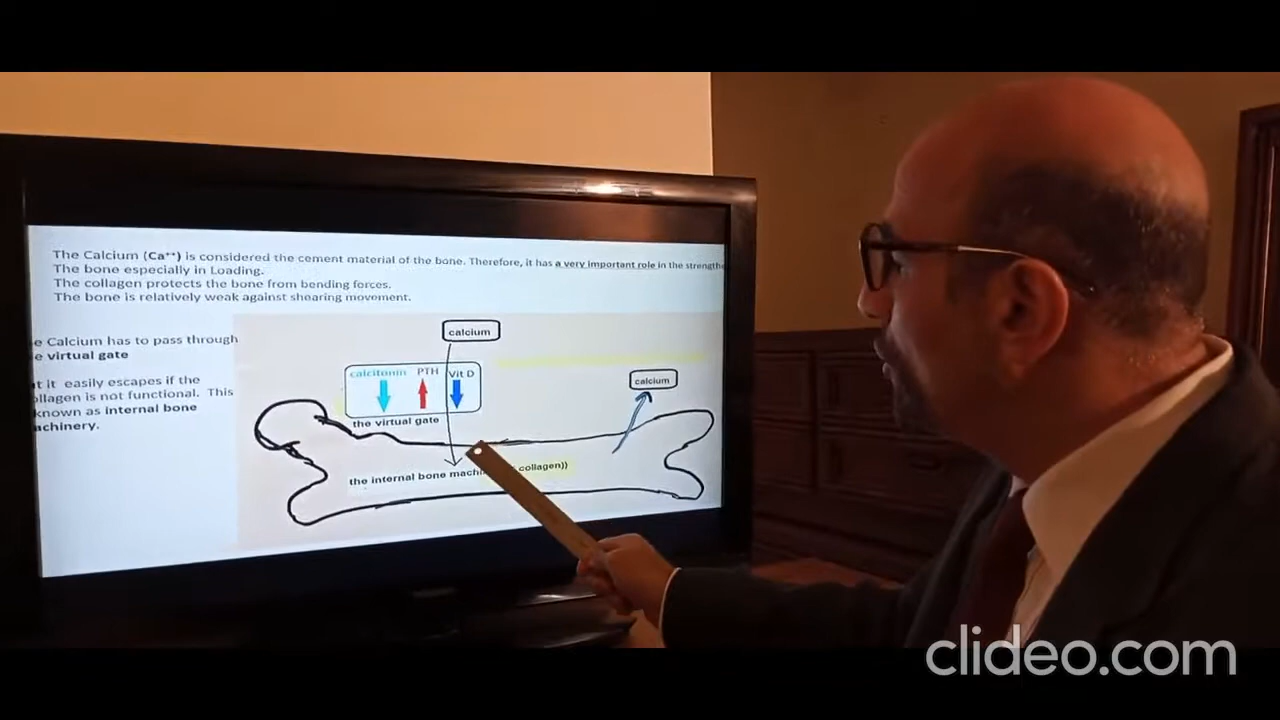 The Calcium (Ca⁺⁺) is considered the cement material of the bone. Therefore, it has a very important role in the strengthe
The bone especially in Loading.
The collagen protects the bone from bending forces.
The bone is relatively weak against shearing movement.
e Calcium has to pass through
e virtual gate
t it easily escapes if the
ollagen is not functional. This
known as internal bone
achinery.
calcium
calcitonin PTH Vit D
the virtual gate
calcium
the internal bone machi collagen))
clideo.com